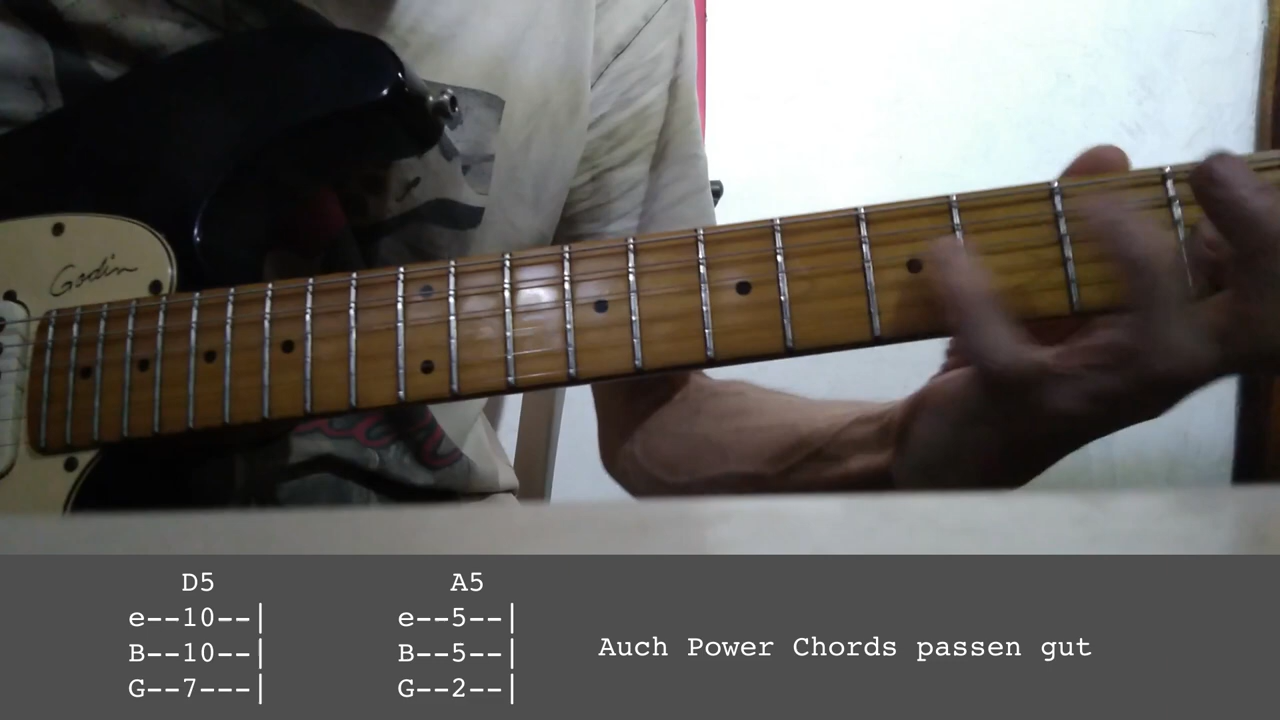 Godin
D5 A5
e--10--| e--5--|
B--10--| B--5--| Auch Power Chords passen gut
G--7---| G--2--|